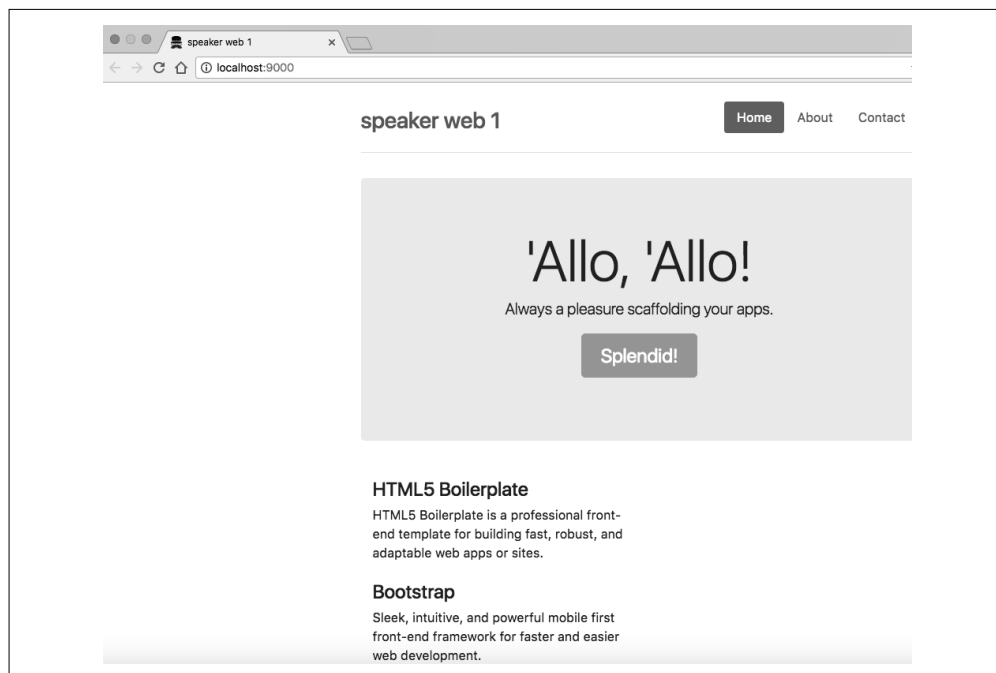 speaker web 1
localhost:9000
speaker web 1
Home About Contact
'Allo, 'Allo!
Always a pleasure scaffolding your apps.
Splendid!
HTML5 Boilerplate
HTML5 Boilerplate is a professional front-
end template for building fast, robust, and
adaptable web apps or sites.
Bootstrap
Sleek, intuitive, and powerful mobile first
front-end framework for faster and easier
web development.